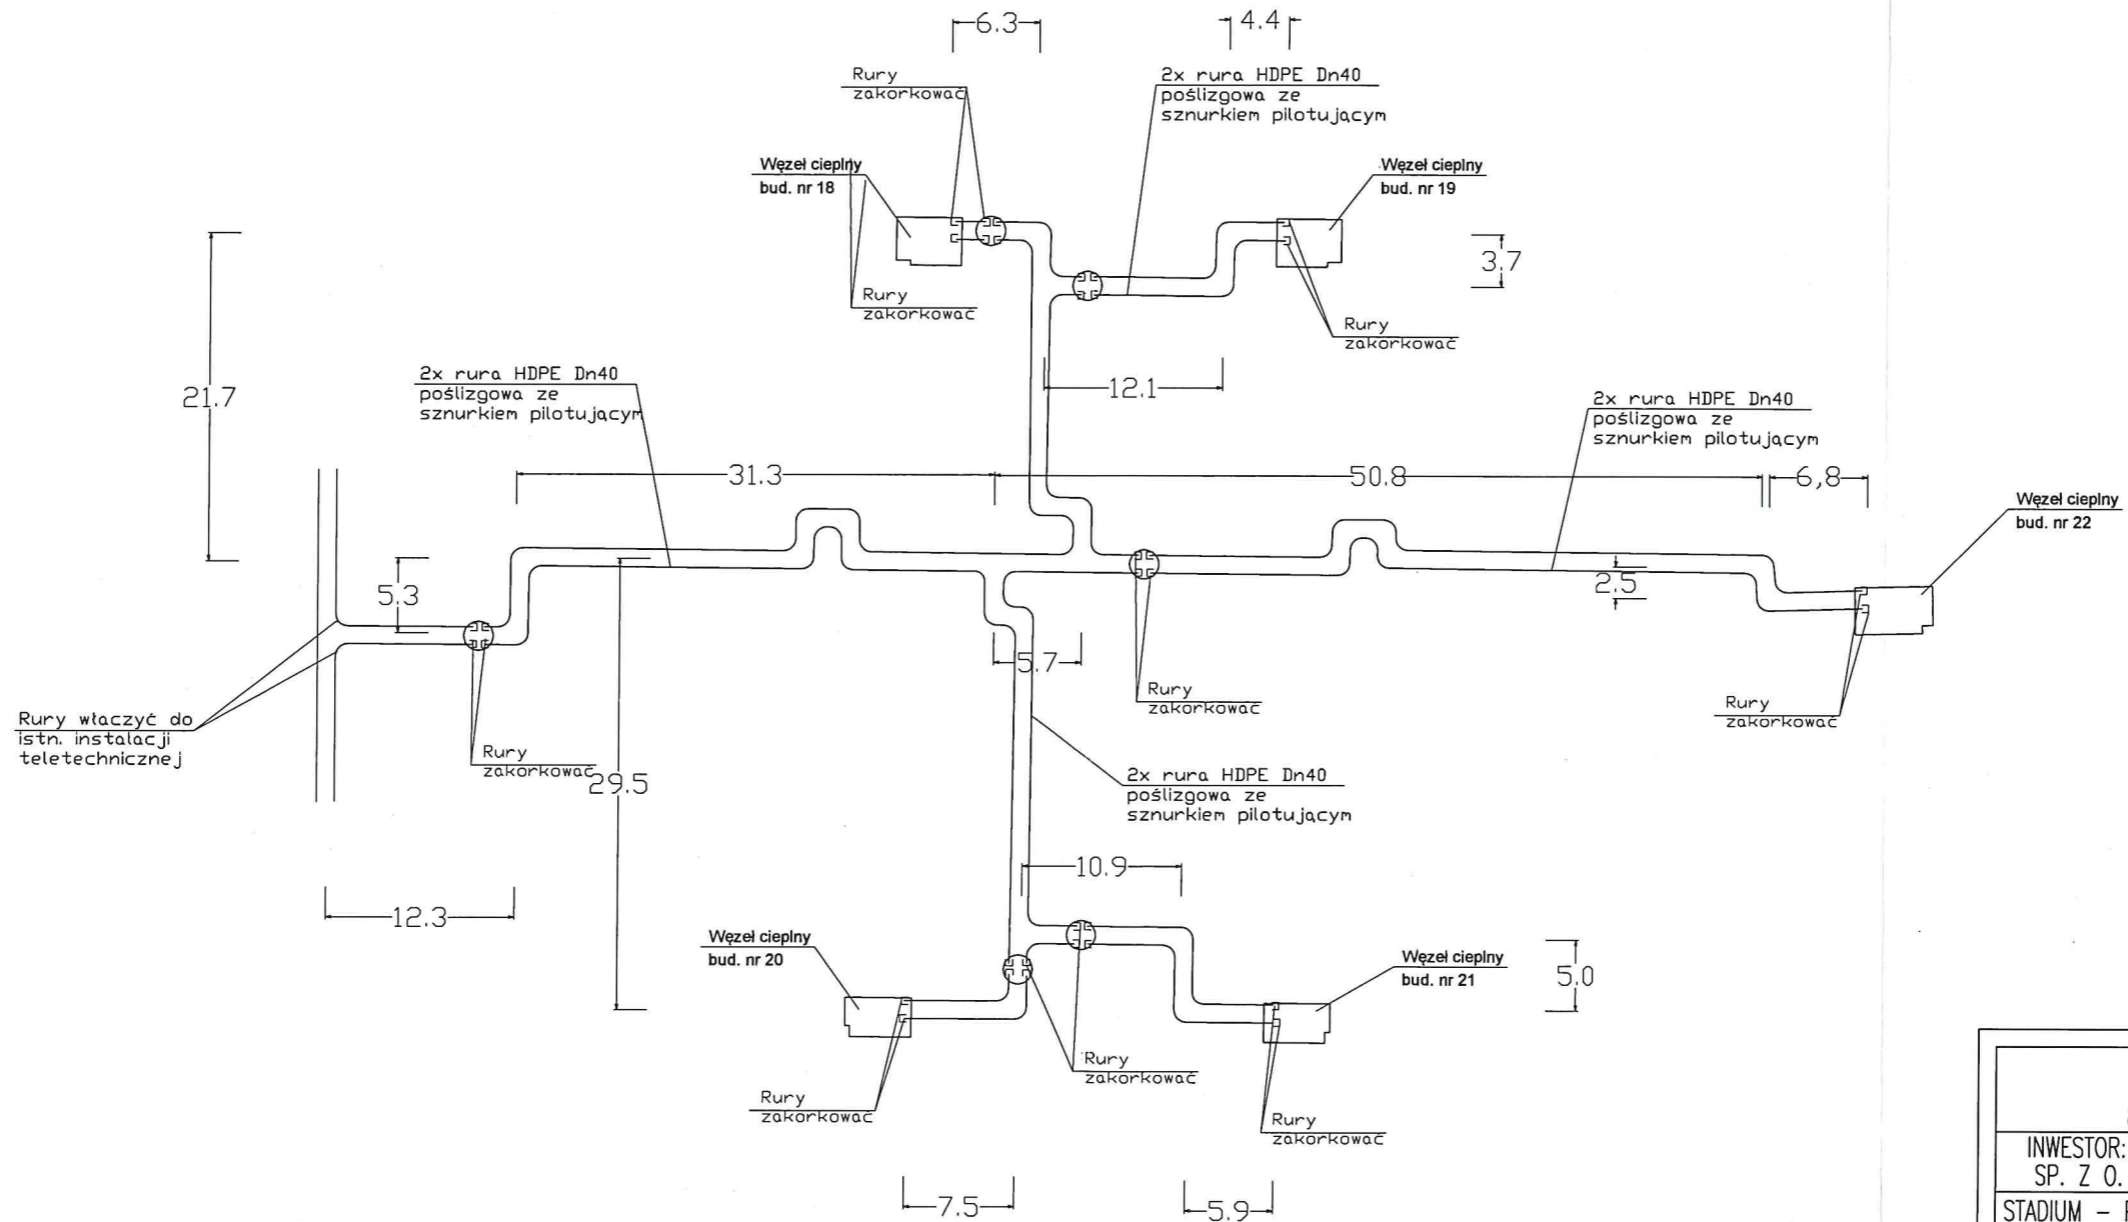 6.3
4.4
Rury
zakorkować
2x rura HDPE Dn40
poślizgowa ze
sznurkiem pilotującym
Węzeł cieplny
bud. nr 18
Węzeł cieplny
bud. nr 19
3,7
Rury
zakorkować
Rury
zakorkować
21.7
2x rura HDPE Dn40
poślizgowa ze
sznurkiem pilotującym
12.1
2x rura HDPE Dn40
poślizgowa ze
sznurkiem pilotującym
31.3
50.8
6,8
Węzeł cieplny
bud. nr 22
5.3
2.5
5.7
Rury
zakorkować
Rury
zakorkować
Rury włączyć do
istn. instalacji
teletechnicznej
Rury
zakorkować
29.5
2x rura HDPE Dn40
poślizgowa ze
sznurkiem pilotującym
10.9
12.3
Węzeł cieplny
bud. nr 20
Węzeł cieplny
bud. nr 21
5.0
Rury
zakorkować
Rury
zakorkować
Rury
zakorkować
7.5
5.9
INWESTOR:
SP. Z O.
STADIUM –